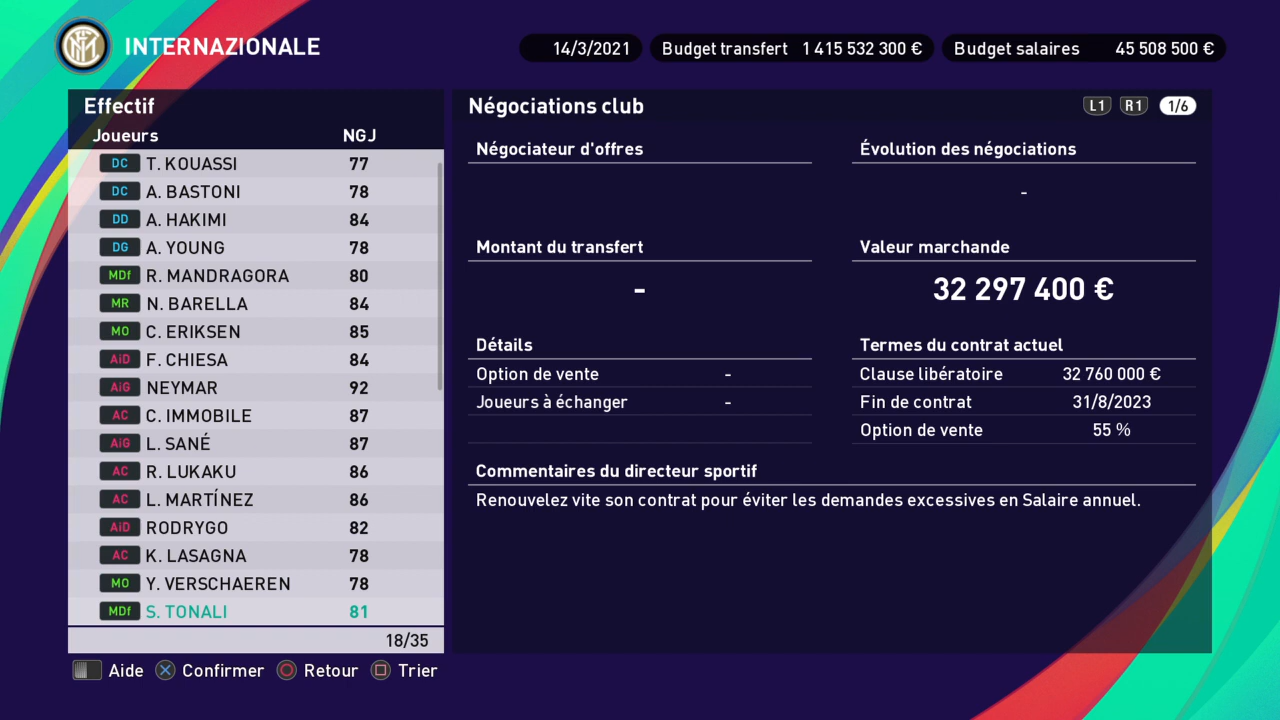 INTERNAZIONALE
14/3/2021
Budget transfert 1 415 532 300 €
Budget salaires 45 508 500 €
Effectif
Joueurs NGJ
DC T. KOUASSI 77
DC A. BASTONI 78
DD A. HAKIMI 84
DG A. YOUNG 78
MDf R. MANDRAGORA 80
MR N. BARELLA 84
MO C. ERIKSEN 85
AiD F. CHIESA 84
AiG NEYMAR 92
AC C. IMMOBILE 87
AiG L. SANÉ 87
AC R. LUKAKU 86
AC L. MARTÍNEZ 86
AiD RODRYGO 82
AC K. LASAGNA 78
MO Y. VERSCHAEREN 78
MDf S. TONALI 81
18/35
Négociations club
L1 R1 1/6
Négociateur d'offres
Évolution des négociations
-
Montant du transfert
-
Valeur marchande
32 297 400 €
Détails
Option de vente -
Joueurs à échanger -
Termes du contrat actuel
Clause libératoire 32 760 000 €
Fin de contrat 31/8/2023
Option de vente 55 %
Commentaires du directeur sportif
Renouvelez vite son contrat pour éviter les demandes excessives en Salaire annuel.
Aide Confirmer Retour Trier